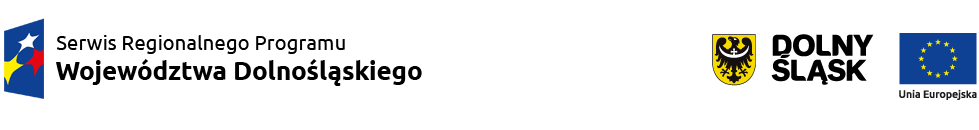 Serwis Regionalnego Programu
Województwa Dolnośląskiego
DOLNY
ŚLĄSK
Unia Europejska